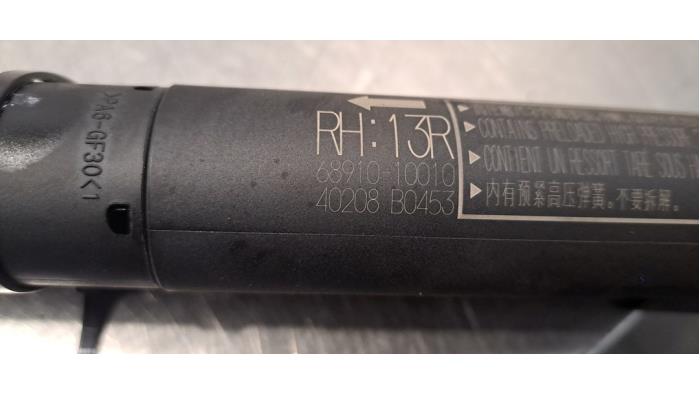 >PA6-GF30<1
RH:13R
68910-10010
40208 B0453
CONTAINS PRELOADED HIGH PRESSURE
CONTIENT UN RESSORT TARE SOUS
内有预紧高压弹簧。不要拆解。